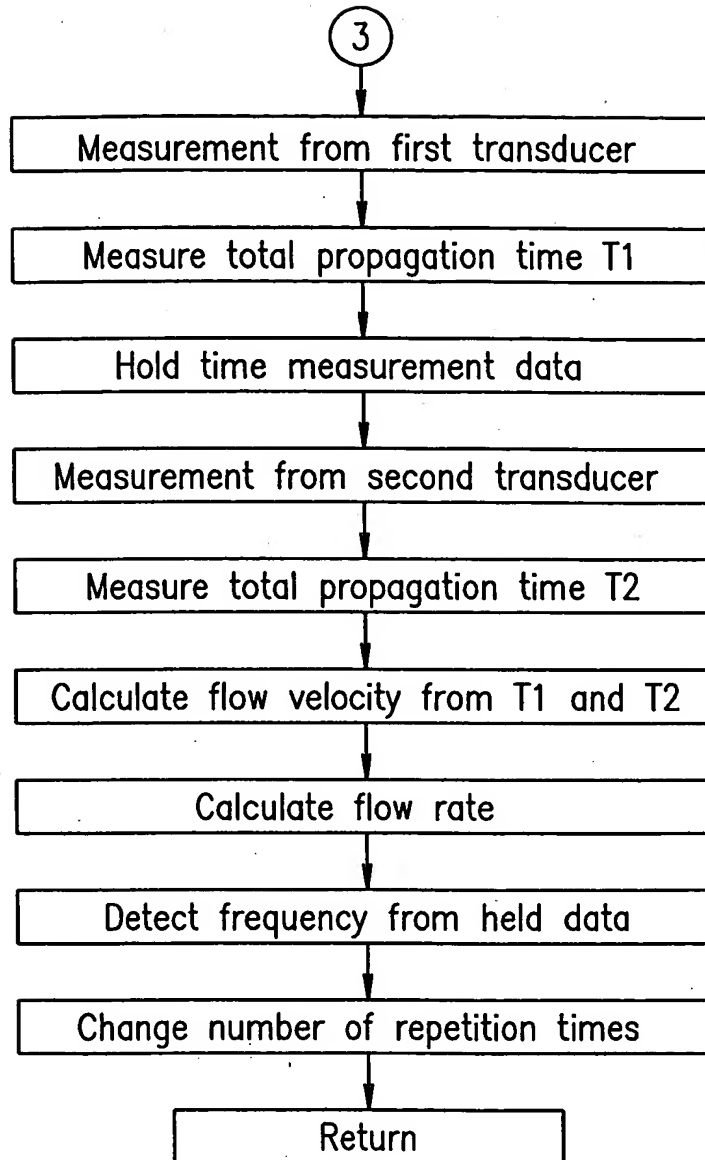 3
Measurement from first transducer
Measure total propagation time T1
Hold time measurement data
Measurement from second transducer
Measure total propagation time T2
Calculate flow velocity from T1 and T2
Calculate flow rate
Detect frequency from held data
Change number of repetition times
Return